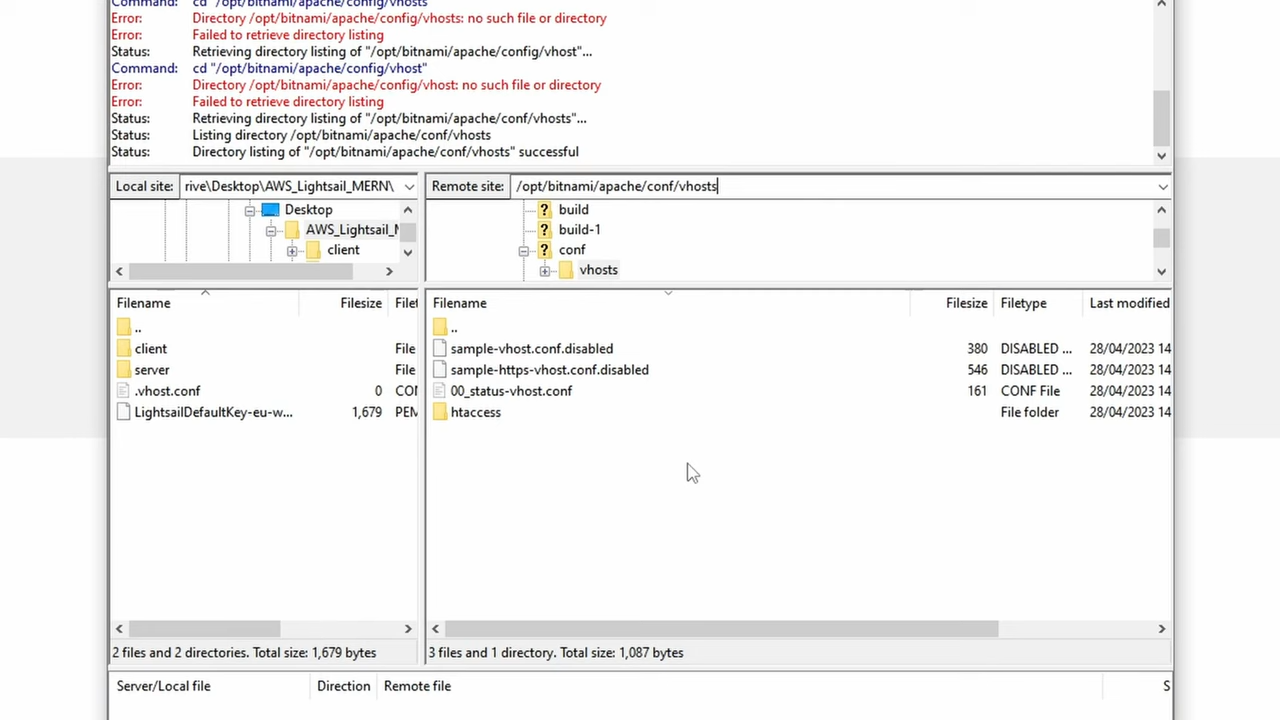 Command: cd "/opt/bitnami/apache/conf/vhosts"
Error: Directory /opt/bitnami/apache/config/vhosts: no such file or directory
Error: Failed to retrieve directory listing
Status: Retrieving directory listing of "/opt/bitnami/apache/config/vhost"...
Command: cd "/opt/bitnami/apache/config/vhost"
Error: Directory /opt/bitnami/apache/config/vhost: no such file or directory
Error: Failed to retrieve directory listing
Status: Retrieving directory listing of "/opt/bitnami/apache/conf/vhosts"...
Status: Listing directory /opt/bitnami/apache/conf/vhosts
Status: Directory listing of "/opt/bitnami/apache/conf/vhosts" successful
Local site: rive\Desktop\AWS_Lightsail_MERN\
Remote site: /opt/bitnami/apache/conf/vhosts
Desktop
AWS_Lightsail_
client
build
build-1
conf
vhosts
Filename Filesize Filet
..
client File
server File
.vhost.conf 0 CO
LightsailDefaultKey-eu-w... 1,679 PE
2 files and 2 directories. Total size: 1,679 bytes
Filename Filesize Filetype Last modified
..
sample-vhost.conf.disabled 380 DISABLED ... 28/04/2023 14
sample-https-vhost.conf.disabled 546 DISABLED ... 28/04/2023 14
00_status-vhost.conf 161 CONF File 28/04/2023 14
htaccess File folder 28/04/2023 14
3 files and 1 directory. Total size: 1,087 bytes
Server/Local file Direction Remote file S